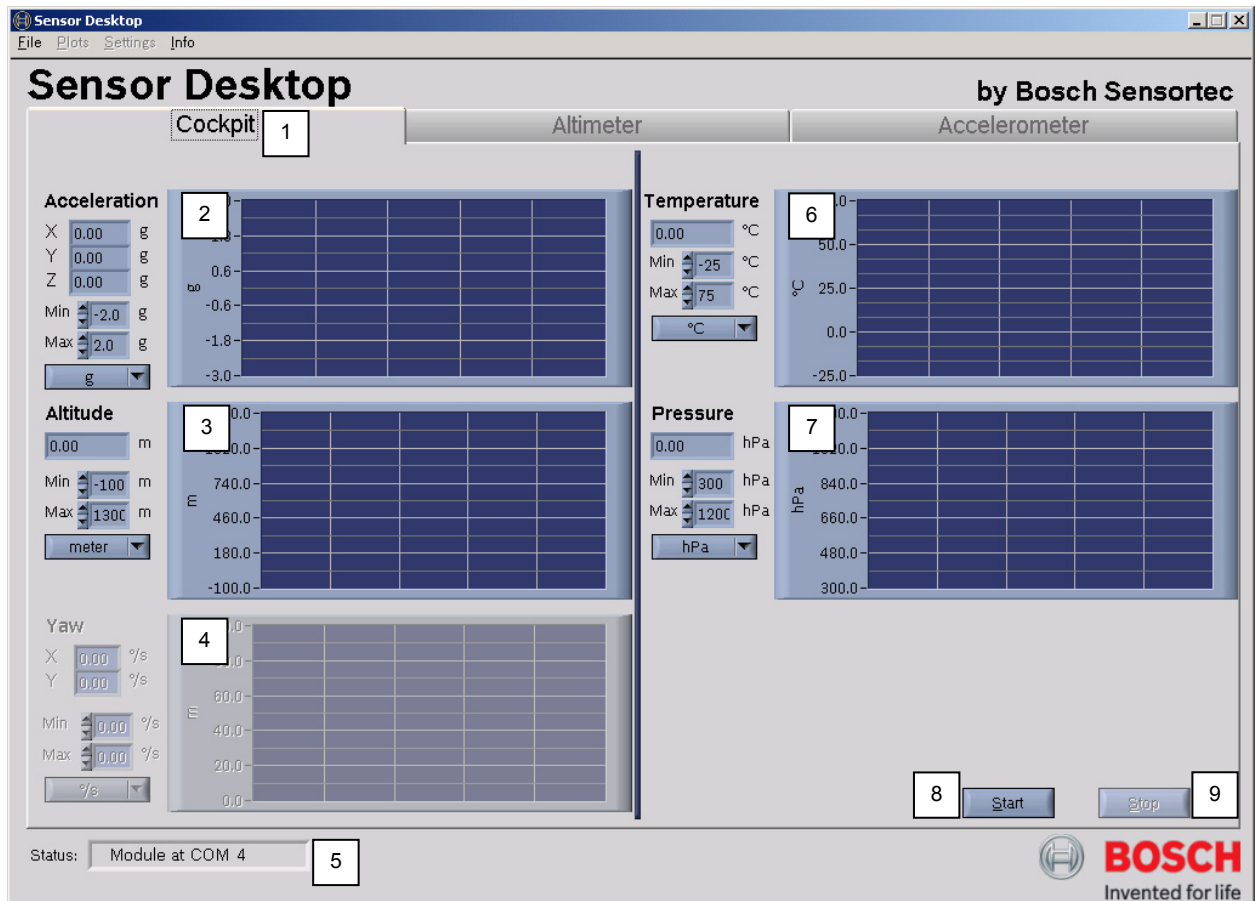 Sensor Desktop
File Plots Settings Info
Sensor Desktop
by Bosch Sensortec
Cockpit 1
Altimeter
Accelerometer
Acceleration
X 0.00 g
Y 0.00 g
Z 0.00 g
Min -2.0 g
Max 2.0 g
g
2
g
0.6
-0.6
-1.8
-3.0
Temperature
0.00 °C
Min -25 °C
Max 75 °C
°C
6
°C
50.0
25.0
0.0
-25.0
Altitude
0.00 m
Min -100 m
Max 1300 m
meter
3
m
740.0
460.0
180.0
-100.0
Pressure
0.00 hPa
Min 300 hPa
Max 1200 hPa
hPa
7
hPa
840.0
660.0
480.0
300.0
Yaw
X 0.00 °/s
Y 0.00 °/s
Min 0.00 °/s
Max 0.00 °/s
°/s
4
m
60.0
40.0
20.0
0.0
8 Start
Stop 9
Status: Module at COM 4 5
BOSCH
Invented for life